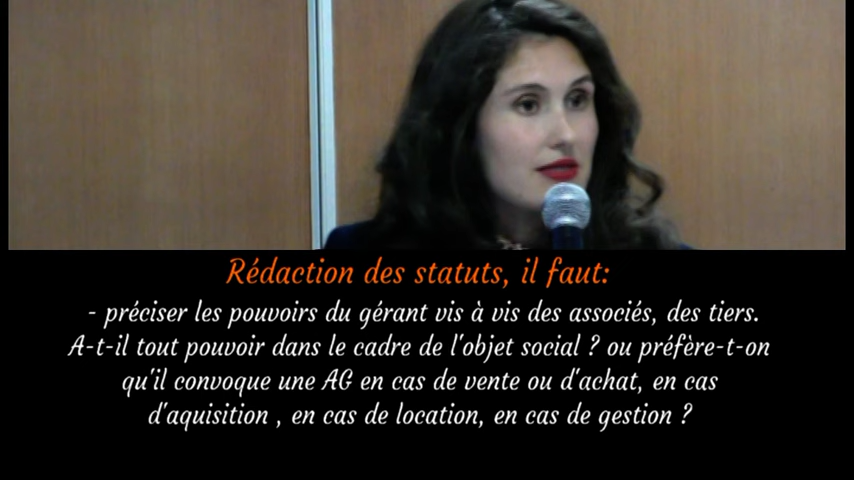 Rédaction des statuts, il faut:
- préciser les pouvoirs du gérant vis à vis des associés, des tiers.
A-t-il tout pouvoir dans le cadre de l'objet social ? ou préfère-t-on
qu'il convoque une AG en cas de vente ou d'achat, en cas
d'aquisition , en cas de location, en cas de gestion ?